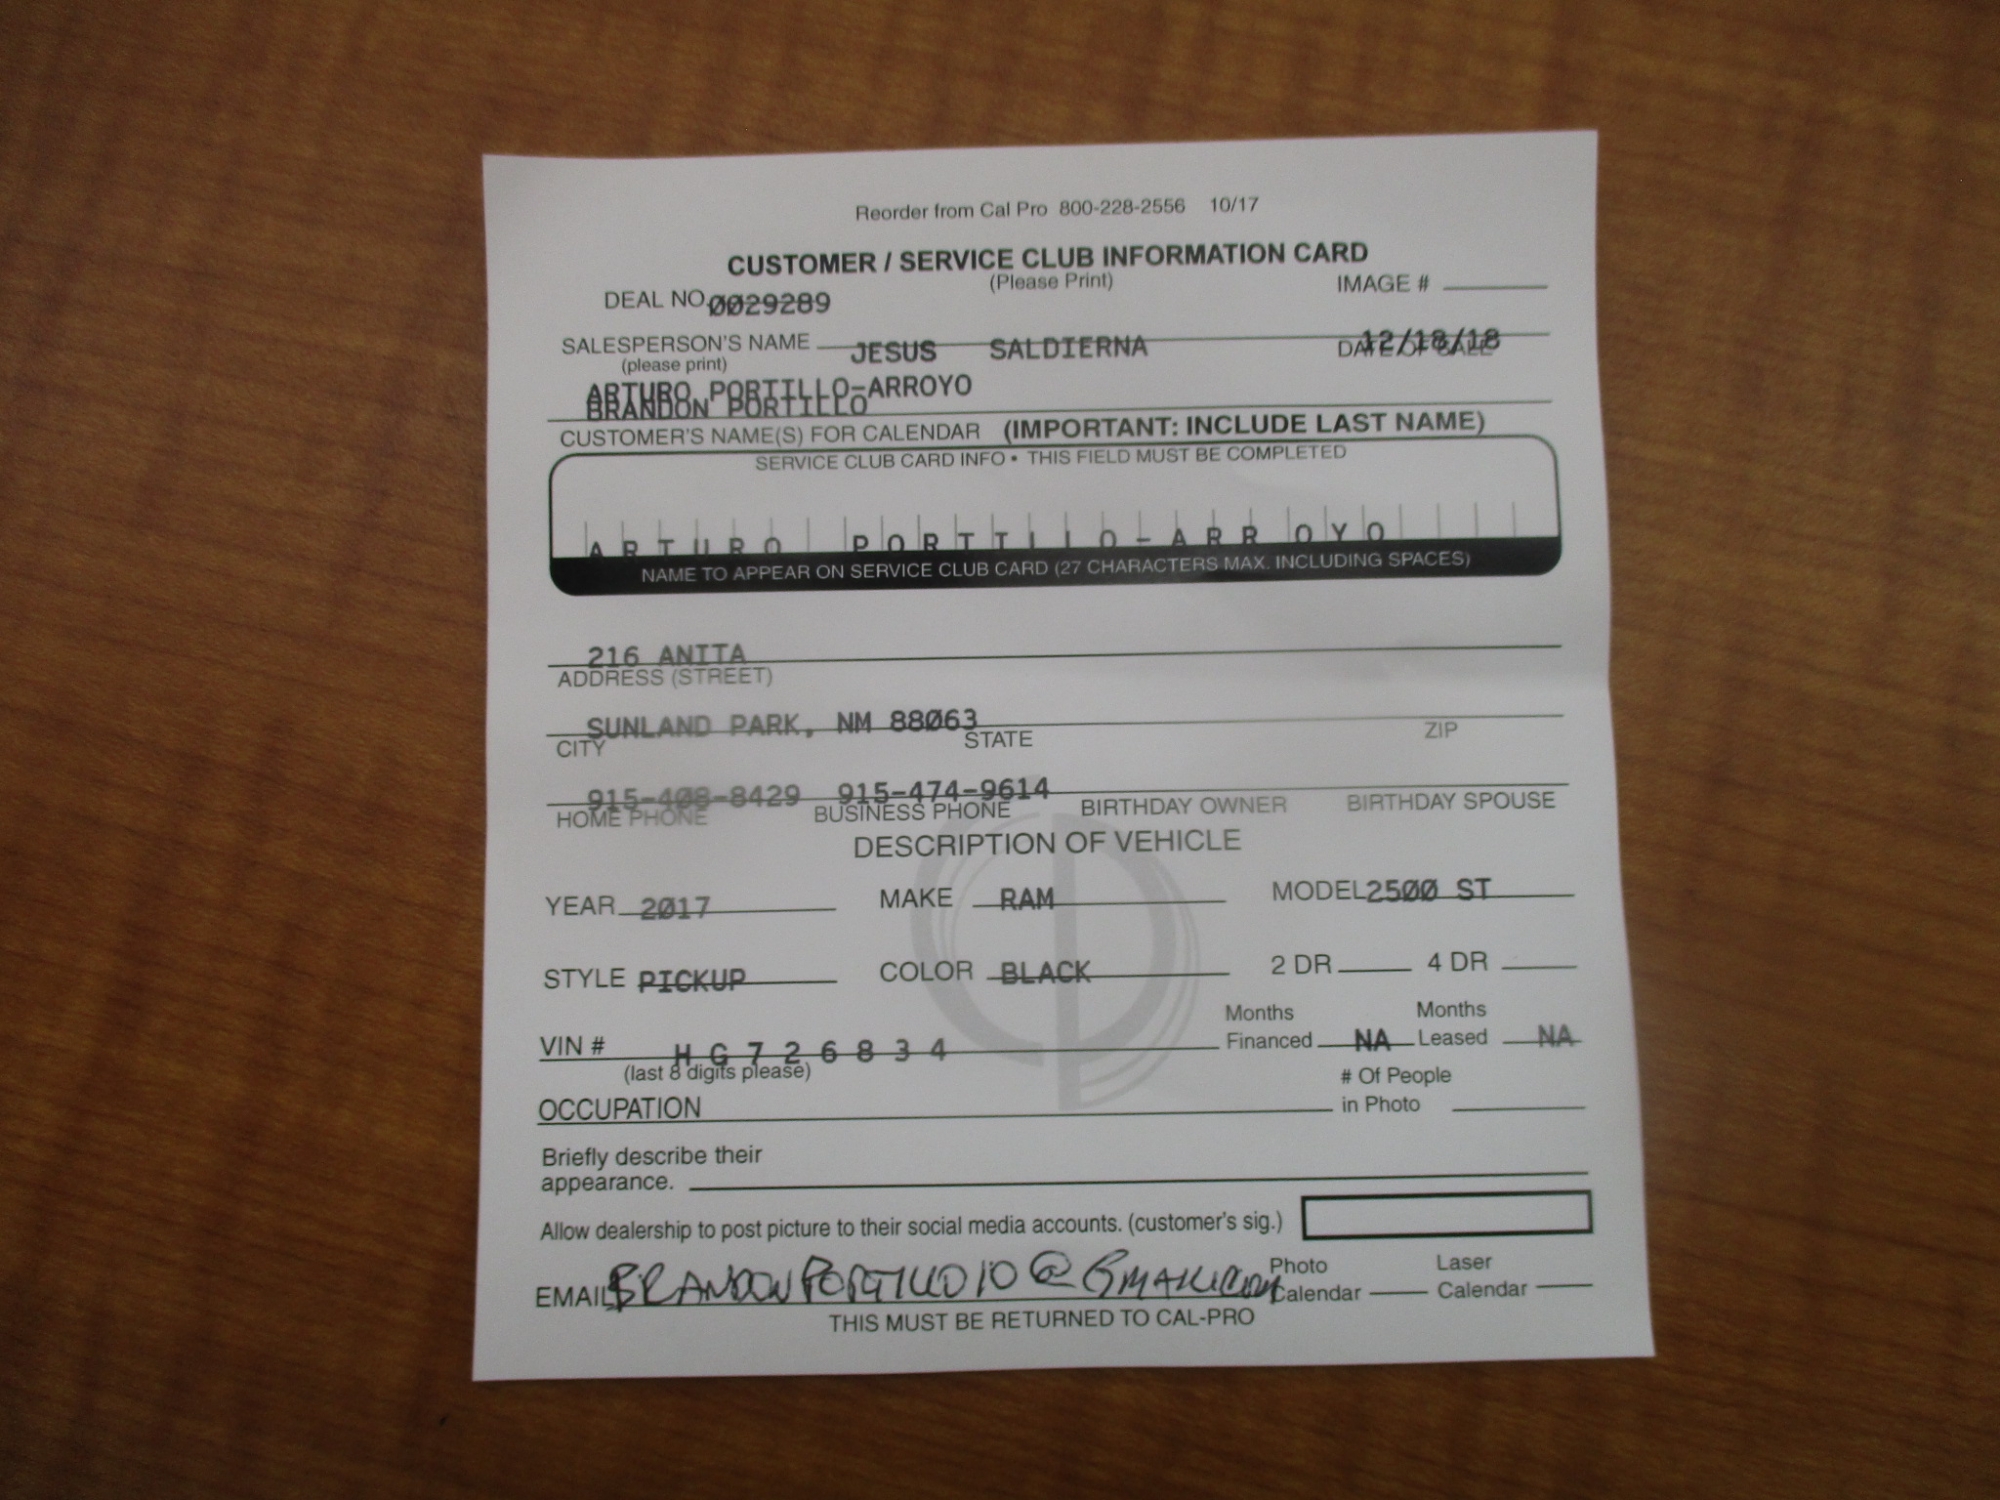 Reorder from Cal Pro 800-228-2556 10/17
CUSTOMER / SERVICE CLUB INFORMATION CARD
(Please Print)
DEAL NO. 0029289 IMAGE #
SALESPERSON'S NAME JESUS SALDIERNA DATE OF SALE 12/18/18
(please print)
ARTURO PORTILLO-ARROYO
BRANDON PORTILLO
CUSTOMER'S NAME(S) FOR CALENDAR (IMPORTANT: INCLUDE LAST NAME)
SERVICE CLUB CARD INFO • THIS FIELD MUST BE COMPLETED
ARTURO PORTILLO-ARROYO
NAME TO APPEAR ON SERVICE CLUB CARD (27 CHARACTERS MAX. INCLUDING SPACES)
216 ANITA
ADDRESS (STREET)
SUNLAND PARK, NM 88063
CITY STATE ZIP
915-408-8429 915-474-9614
HOME PHONE BUSINESS PHONE BIRTHDAY OWNER BIRTHDAY SPOUSE
DESCRIPTION OF VEHICLE
YEAR 2017 MAKE RAM MODEL 2500 ST
STYLE PICKUP COLOR BLACK 2 DR 4 DR
Months Months
VIN # HG726834 Financed NA Leased NA
(last 8 digits please)
# Of People
OCCUPATION in Photo
Briefly describe their
appearance.
Allow dealership to post picture to their social media accounts. (customer's sig.)
Photo Laser
EMAIL BRANDONPORTILLO10@GMAIL.COM Calendar Calendar
THIS MUST BE RETURNED TO CAL-PRO